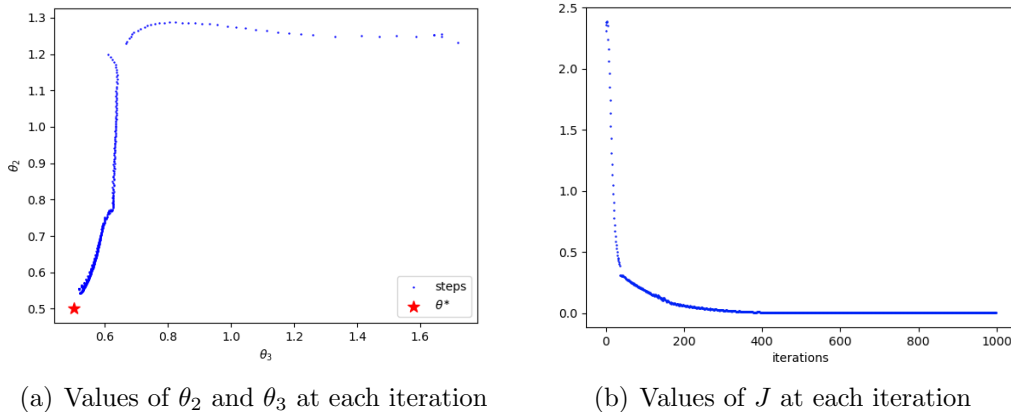 1.3
1.2
1.1
1.0
0.9
0.8
0.7
0.6
0.5
θ₂
0.6 0.8 1.0 1.2 1.4 1.6
θ₃
steps
θ*
2.5
2.0
1.5
1.0
0.5
0.0
0 200 400 600 800 1000
iterations
(a) Values of θ₂ and θ₃ at each iteration
(b) Values of J at each iteration